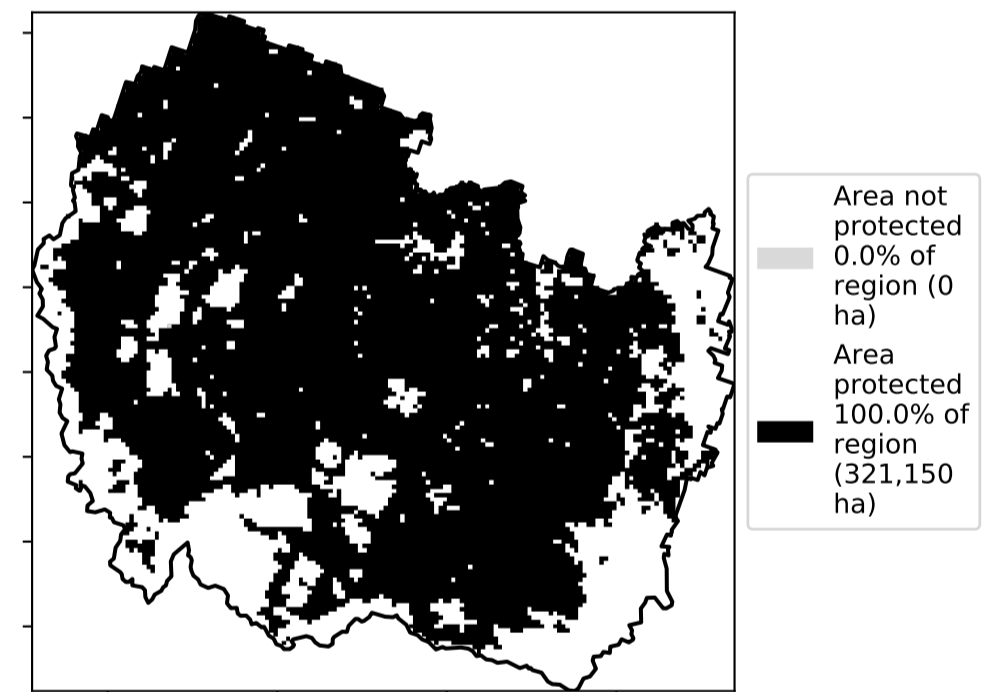 Area not
protected
0.0% of
region (0
ha)
Area
protected
100.0% of
region
(321,150
ha)